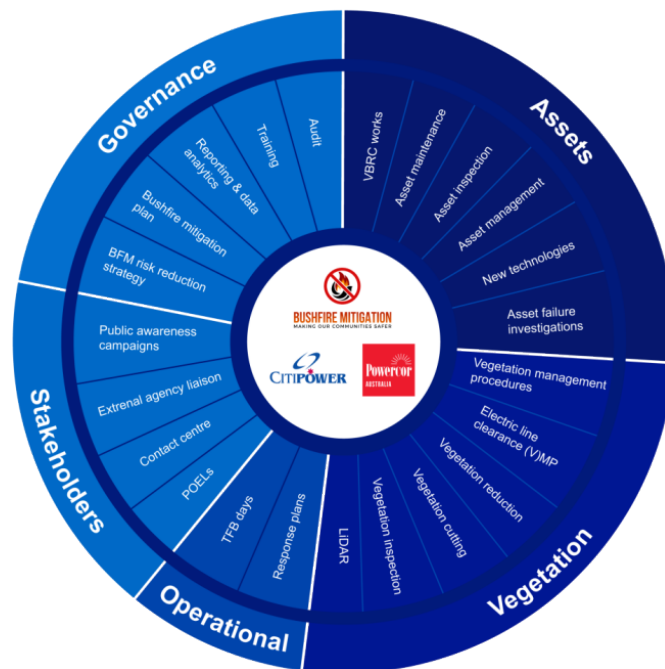 Governance
Audit
Training
Reporting & data
analytics
Bushfire mitigation
plan
BFM risk reduction
strategy
Assets
VBRC works
Asset maintenance
Asset inspection
Asset management
New technologies
Asset failure
investigations
Vegetation
Vegetation management
procedures
Electric line
clearance (V)MP
Vegetation reduction
Vegetation cutting
Vegetation inspection
LiDAR
Operational
Response plans
TFB days
Stakeholders
POELs
Contact centre
Extrenal agency liaison
Public awareness
campaigns
BUSHFIRE MITIGATION
MAKING OUR COMMUNITIES SAFER
CITIPOWER
Powercor
AUSTRALIA